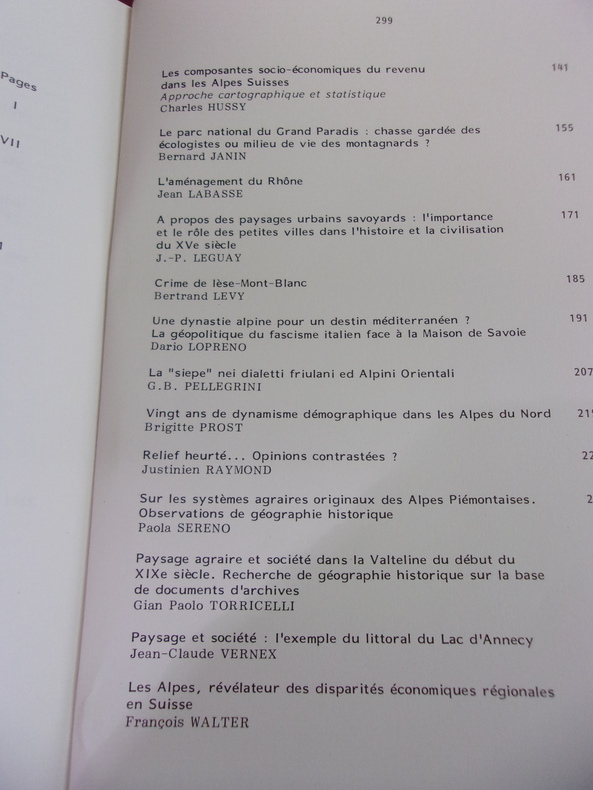 Pages
I
VII
299
Les composantes socio-économiques du revenu 141
dans les Alpes Suisses
Approche cartographique et statistique
Charles HUSSY
Le parc national du Grand Paradis : chasse gardée des 155
écologistes ou milieu de vie des montagnards ?
Bernard JANIN
L'aménagement du Rhône 161
Jean LABASSE
A propos des paysages urbains savoyards : l'importance 171
et le rôle des petites villes dans l'histoire et la civilisation
du XVe siècle
J.-P. LEGUAY
Crime de lèse-Mont-Blanc 185
Bertrand LEVY
Une dynastie alpine pour un destin méditerranéen ? 191
La géopolitique du fascisme italien face à la Maison de Savoie
Dario LOPRENO
La "siepe" nei dialetti friulani ed Alpini Orientali 207
G.B. PELLEGRINI
Vingt ans de dynamisme démographique dans les Alpes du Nord
Brigitte PROST
Relief heurté... Opinions contrastées ?
Justinien RAYMOND
Sur les systèmes agraires originaux des Alpes Piémontaises.
Observations de géographie historique
Paola SERENO
Paysage agraire et société dans la Valteline du début du
XIXe siècle. Recherche de géographie historique sur la base
de documents d'archives
Gian Paolo TORRICELLI
Paysage et société : l'exemple du littoral du Lac d'Annecy
Jean-Claude VERNEX
Les Alpes, révélateur des disparités économiques régionales
en Suisse
François WALTER